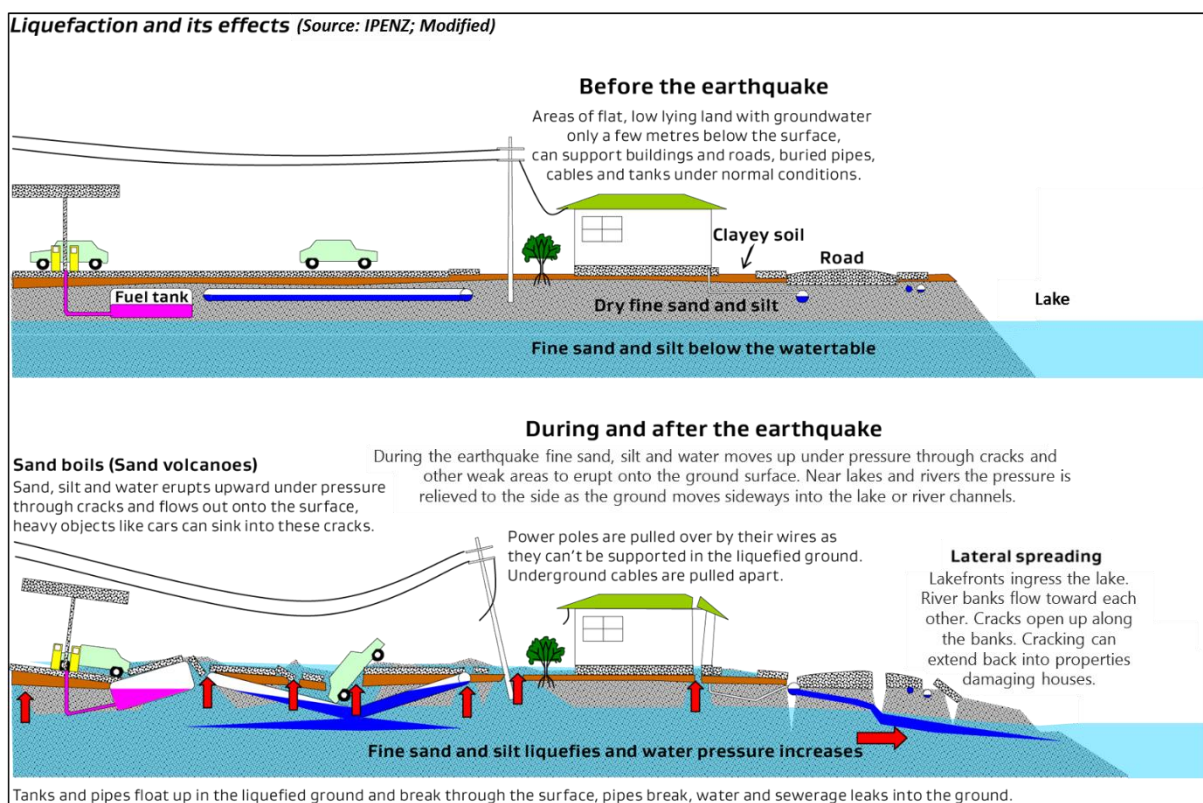 Liquefaction and its effects (Source: IPENZ; Modified)
Before the earthquake
Areas of flat, low lying land with groundwater
only a few metres below the surface,
can support buildings and roads, buried pipes,
cables and tanks under normal conditions.
Clayey soil
Road
Fuel tank
Dry fine sand and silt
Lake
Fine sand and silt below the watertable
During and after the earthquake
During the earthquake fine sand, silt and water moves up under pressure through cracks and
other weak areas to erupt onto the ground surface. Near lakes and rivers the pressure is
relieved to the side as the ground moves sideways into the lake or river channels.
Sand boils (Sand volcanoes)
Sand, silt and water erupts upward under pressure
through cracks and flows out onto the surface,
heavy objects like cars can sink into these cracks.
Power poles are pulled over by their wires as
they can't be supported in the liquefied ground.
Underground cables are pulled apart.
Lateral spreading
Lakefronts ingress the lake.
River banks flow toward each
other. Cracks open up along
the banks. Cracking can
extend back into properties
damaging houses.
Fine sand and silt liquefies and water pressure increases
Tanks and pipes float up in the liquefied ground and break through the surface, pipes break, water and sewerage leaks into the ground.